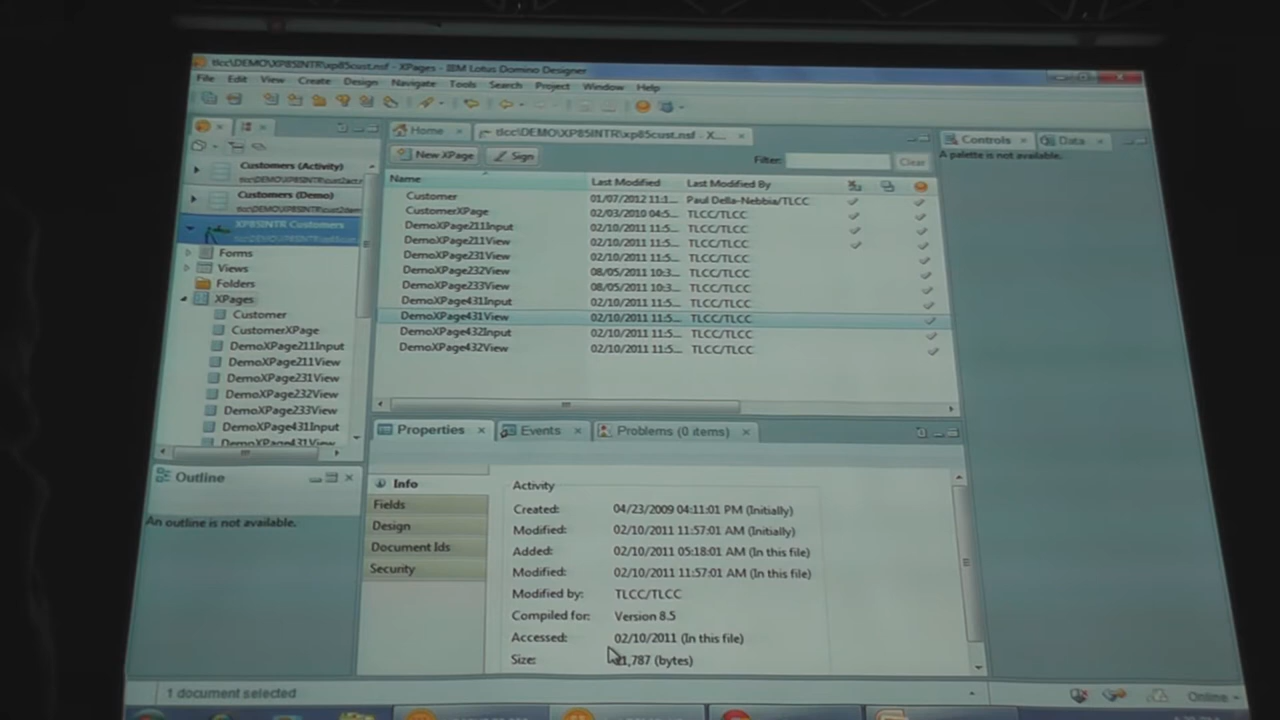 tlcc\DEMO\XP85INTR\xp85cust.nsf - XPages - IBM Lotus Domino Designer
File Edit View Create Design Navigate Tools Search Project Window Help
Home tlcc\DEMO\XP85INTR\xp85cust.nsf - X... Controls Data
A palette is not available.
New XPage Sign Filter: Clear
Customers (Activity)
Customers (Demo)
XP85INTR Customers
Forms
Views
Folders
XPages
Customer
CustomerXPage
DemoXPage211Input
DemoXPage211View
DemoXPage231View
DemoXPage232View
DemoXPage233View
DemoXPage431Input
DemoXPage431View
Name Last Modified Last Modified By
Customer 01/07/2012 11:1... Paul Della-Nebbia/TLCC
CustomerXPage 02/03/2010 04:5... TLCC/TLCC
DemoXPage211Input 02/10/2011 11:5... TLCC/TLCC
DemoXPage211View 02/10/2011 11:5... TLCC/TLCC
DemoXPage231View 02/10/2011 11:5... TLCC/TLCC
DemoXPage232View 08/05/2011 10:3... TLCC/TLCC
DemoXPage233View 08/05/2011 10:3... TLCC/TLCC
DemoXPage431Input 02/10/2011 11:5... TLCC/TLCC
DemoXPage431View 02/10/2011 11:5... TLCC/TLCC
DemoXPage432Input 02/10/2011 11:5... TLCC/TLCC
DemoXPage432View 02/10/2011 11:5... TLCC/TLCC
Outline
An outline is not available.
Properties Events Problems (0 items)
Info
Fields
Design
Document Ids
Security
Activity
Created: 04/23/2009 04:11:01 PM (Initially)
Modified: 02/10/2011 11:57:01 AM (Initially)
Added: 02/10/2011 05:18:01 AM (In this file)
Modified: 02/10/2011 11:57:01 AM (In this file)
Modified by: TLCC/TLCC
Compiled for: Version 8.5
Accessed: 02/10/2011 (In this file)
Size: (bytes)
1 document selected
Online